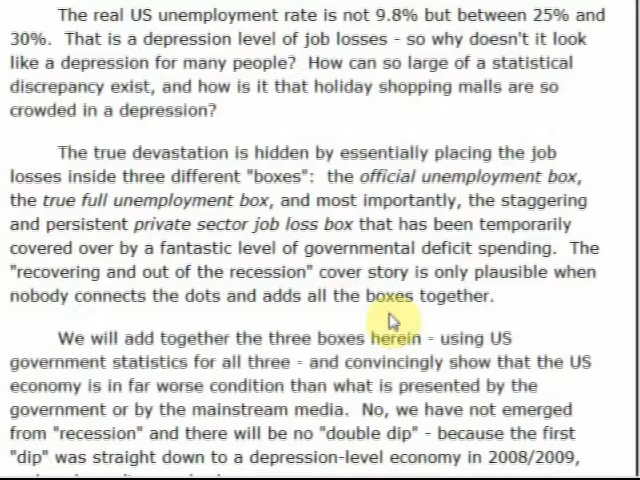 The real US unemployment rate is not 9.8% but between 25% and
30%. That is a depression level of job losses - so why doesn't it look
like a depression for many people? How can so large of a statistical
discrepancy exist, and how is it that holiday shopping malls are so
crowded in a depression?
The true devastation is hidden by essentially placing the job
losses inside three different "boxes": the official unemployment box,
the true full unemployment box, and most importantly, the staggering
and persistent private sector job loss box that has been temporarily
covered over by a fantastic level of governmental deficit spending. The
"recovering and out of the recession" cover story is only plausible when
nobody connects the dots and adds all the boxes together.
We will add together the three boxes herein - using US
government statistics for all three - and convincingly show that the US
economy is in far worse condition than what is presented by the
government or by the mainstream media. No, we have not emerged
from "recession" and there will be no "double dip" - because the first
"dip" was straight down to a depression-level economy in 2008/2009,